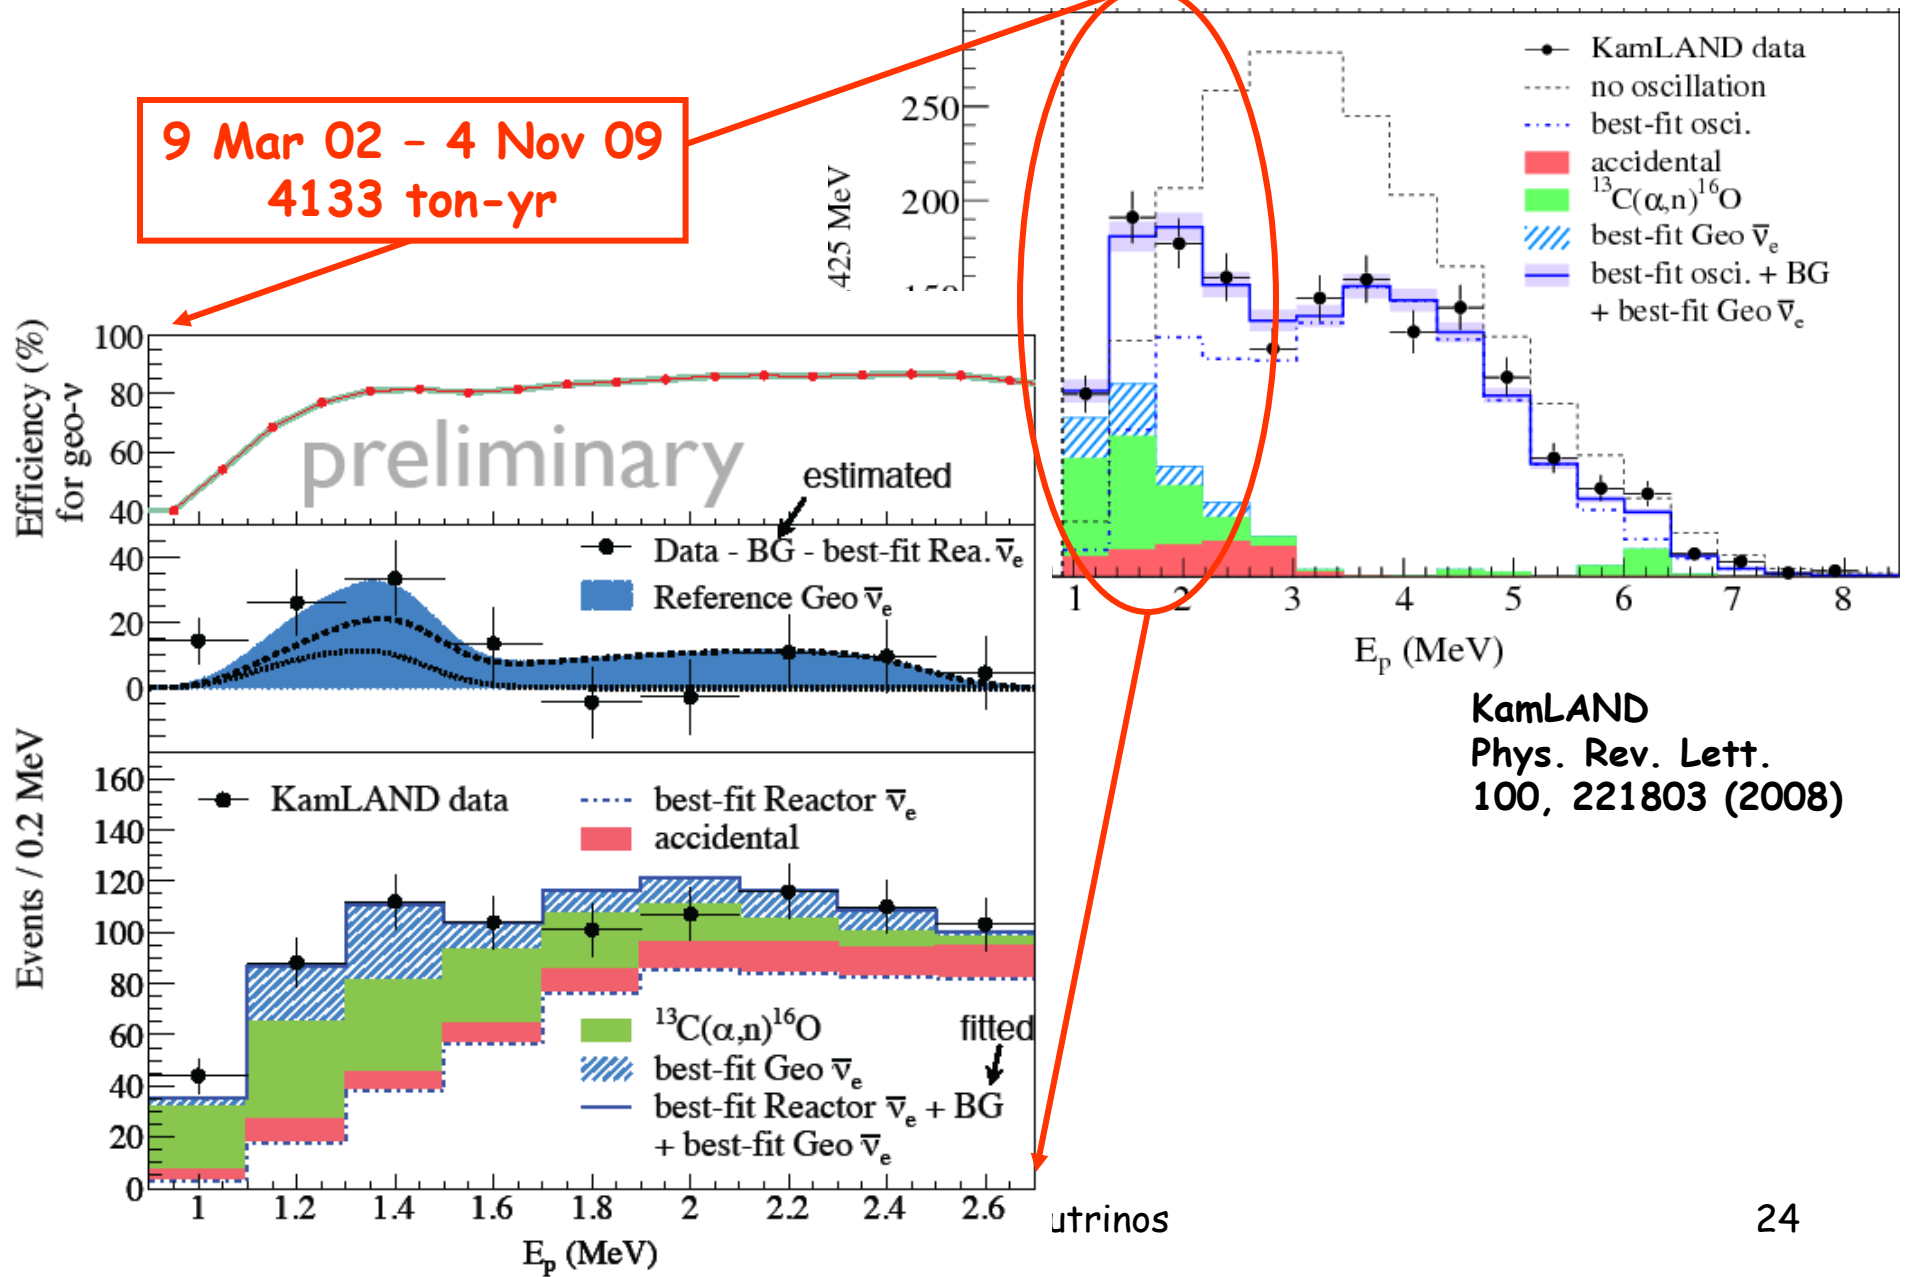 9 Mar 02 - 4 Nov 09
4133 ton-yr
250
200
425 MeV
KamLAND data
no oscillation
best-fit osci.
accidental
¹³C(α,n)¹⁶O
best-fit Geo ν̅ₑ
best-fit osci. + BG
+ best-fit Geo ν̅ₑ
1 2 3 4 5 6 7 8
Eₚ (MeV)
KamLAND
Phys. Rev. Lett.
100, 221803 (2008)
Efficiency (%)
for geo-ν
100
80
60
40
preliminary
estimated
Data - BG - best-fit Rea. ν̅ₑ
Reference Geo ν̅ₑ
40
20
0
Events / 0.2 MeV
160
140
120
100
80
60
40
20
0
KamLAND data
best-fit Reactor ν̅ₑ
accidental
¹³C(α,n)¹⁶O
fitted
best-fit Geo ν̅ₑ
best-fit Reactor ν̅ₑ + BG
+ best-fit Geo ν̅ₑ
1 1.2 1.4 1.6 1.8 2 2.2 2.4 2.6
Eₚ (MeV)
utrinos
24